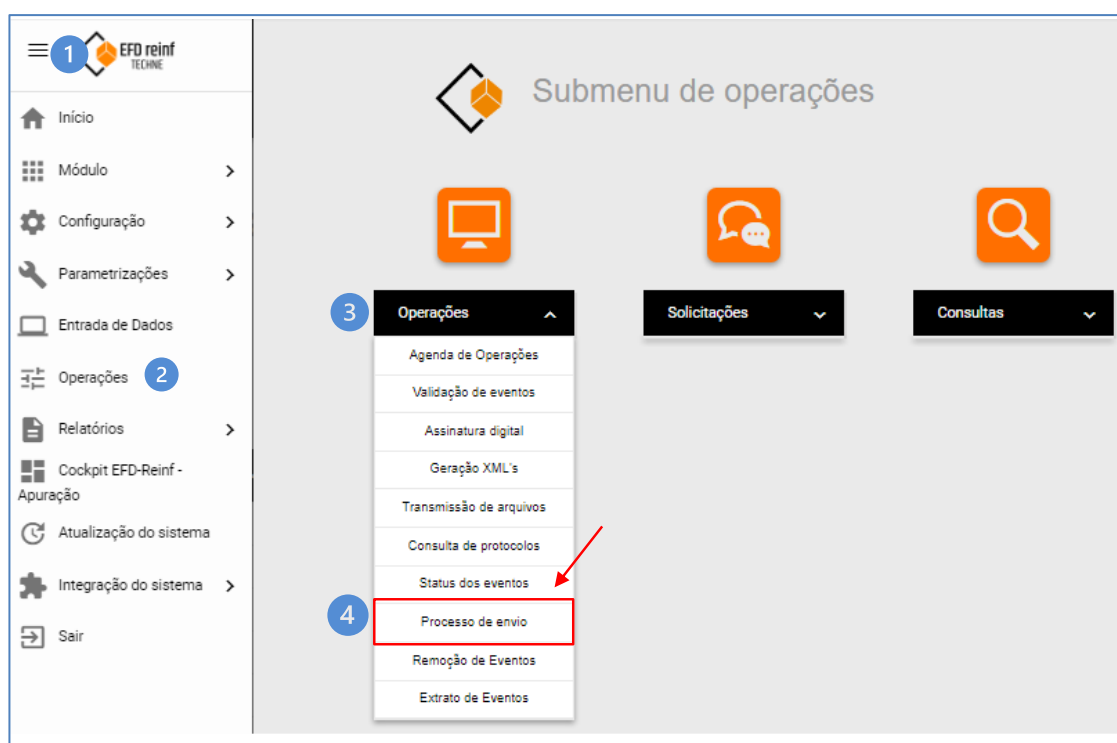 1
EFD reinf
TECHNE
Início
Módulo
Configuração
Parametrizações
Entrada de Dados
Operações 2
Relatórios
Cockpit EFD-Reinf -
Apuração
Atualização do sistema
Integração do sistema
Sair
Submenu de operações
3 Operações
Agenda de Operações
Validação de eventos
Assinatura digital
Geração XML's
Transmissão de arquivos
Consulta de protocolos
Status dos eventos
4 Processo de envio
Remoção de Eventos
Extrato de Eventos
Solicitações
Consultas